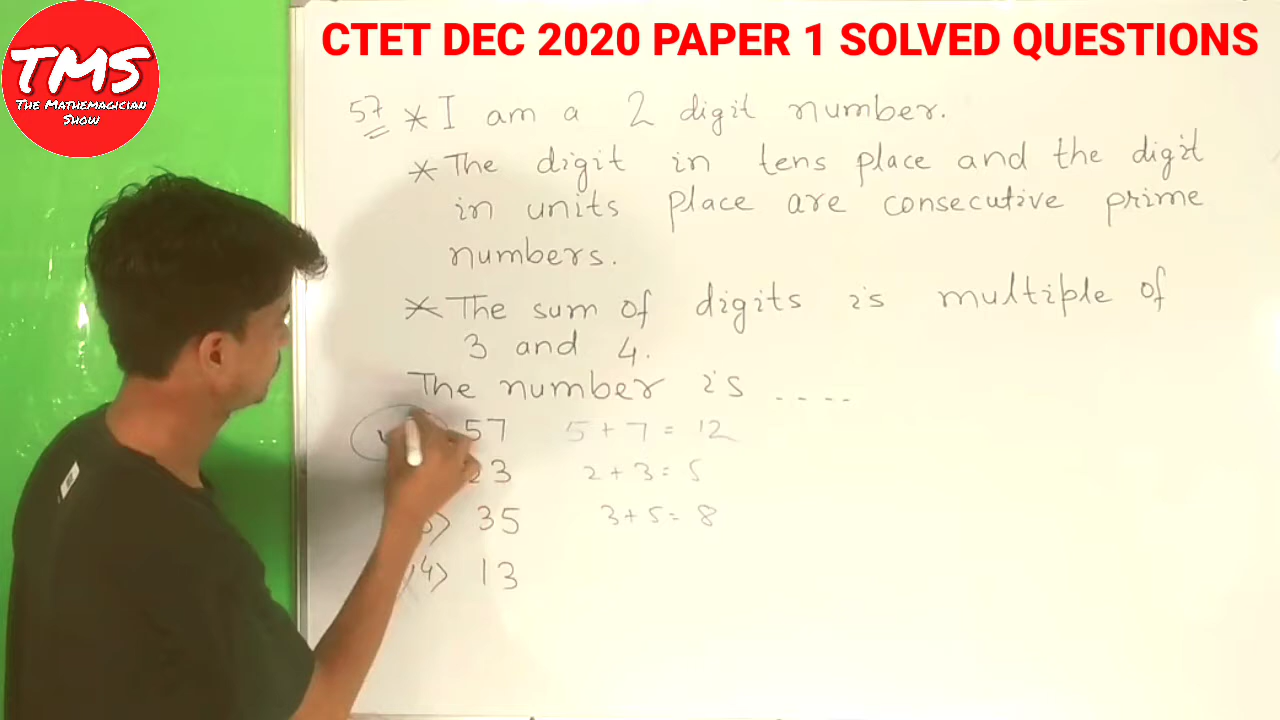 CTET DEC 2020 PAPER 1 SOLVED QUESTIONS
TMS
THE MATHEMAGICIAN
SHOW
57 * I am a 2 digit number.
* The digit in tens place and the digit
in units place are consecutive prime
numbers.
* The sum of digits is multiple of
3 and 4.
The number is ....
57 5 + 7 = 12
23 2 + 3 = 5
35 3 + 5 = 8
4) 13